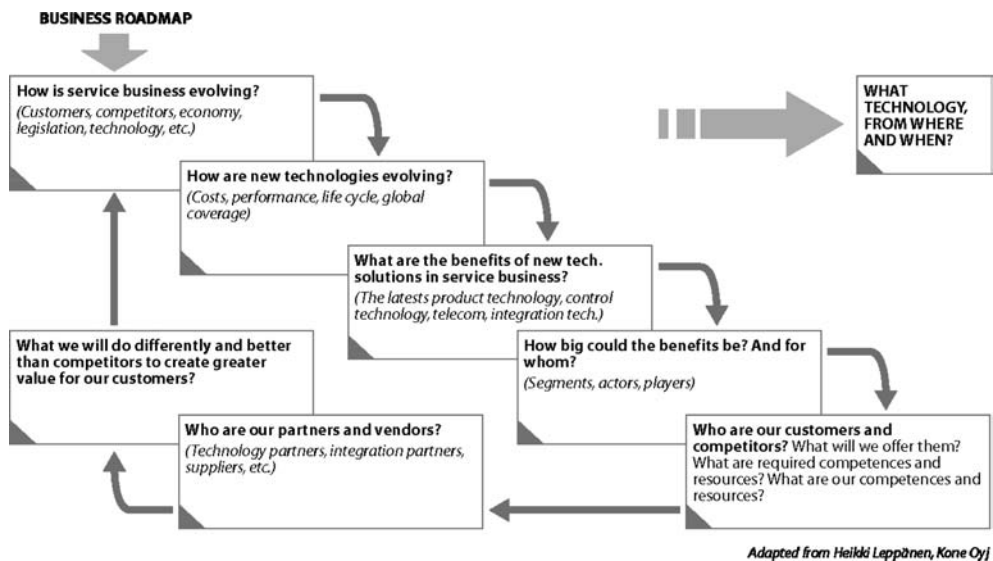 BUSINESS ROADMAP
How is service business evolving?
(Customers, competitors, economy,
legislation, technology, etc.)
WHAT
TECHNOLOGY,
FROM WHERE
AND WHEN?
How are new technologies evolving?
(Costs, performance, life cycle, global
coverage)
What are the benefits of new tech.
solutions in service business?
(The latests product technology, control
technology, telecom, integration tech.)
How big could the benefits be? And for
whom?
(Segments, actors, players)
Who are our customers and
competitors? What will we offer them?
What are required competences and
resources? What are our competences and
resources?
Who are our partners and vendors?
(Technology partners, integration partners,
suppliers, etc.)
What we will do differently and better
than competitors to create greater
value for our customers?
Adapted from Heikki Leppänen, Kone Oyj